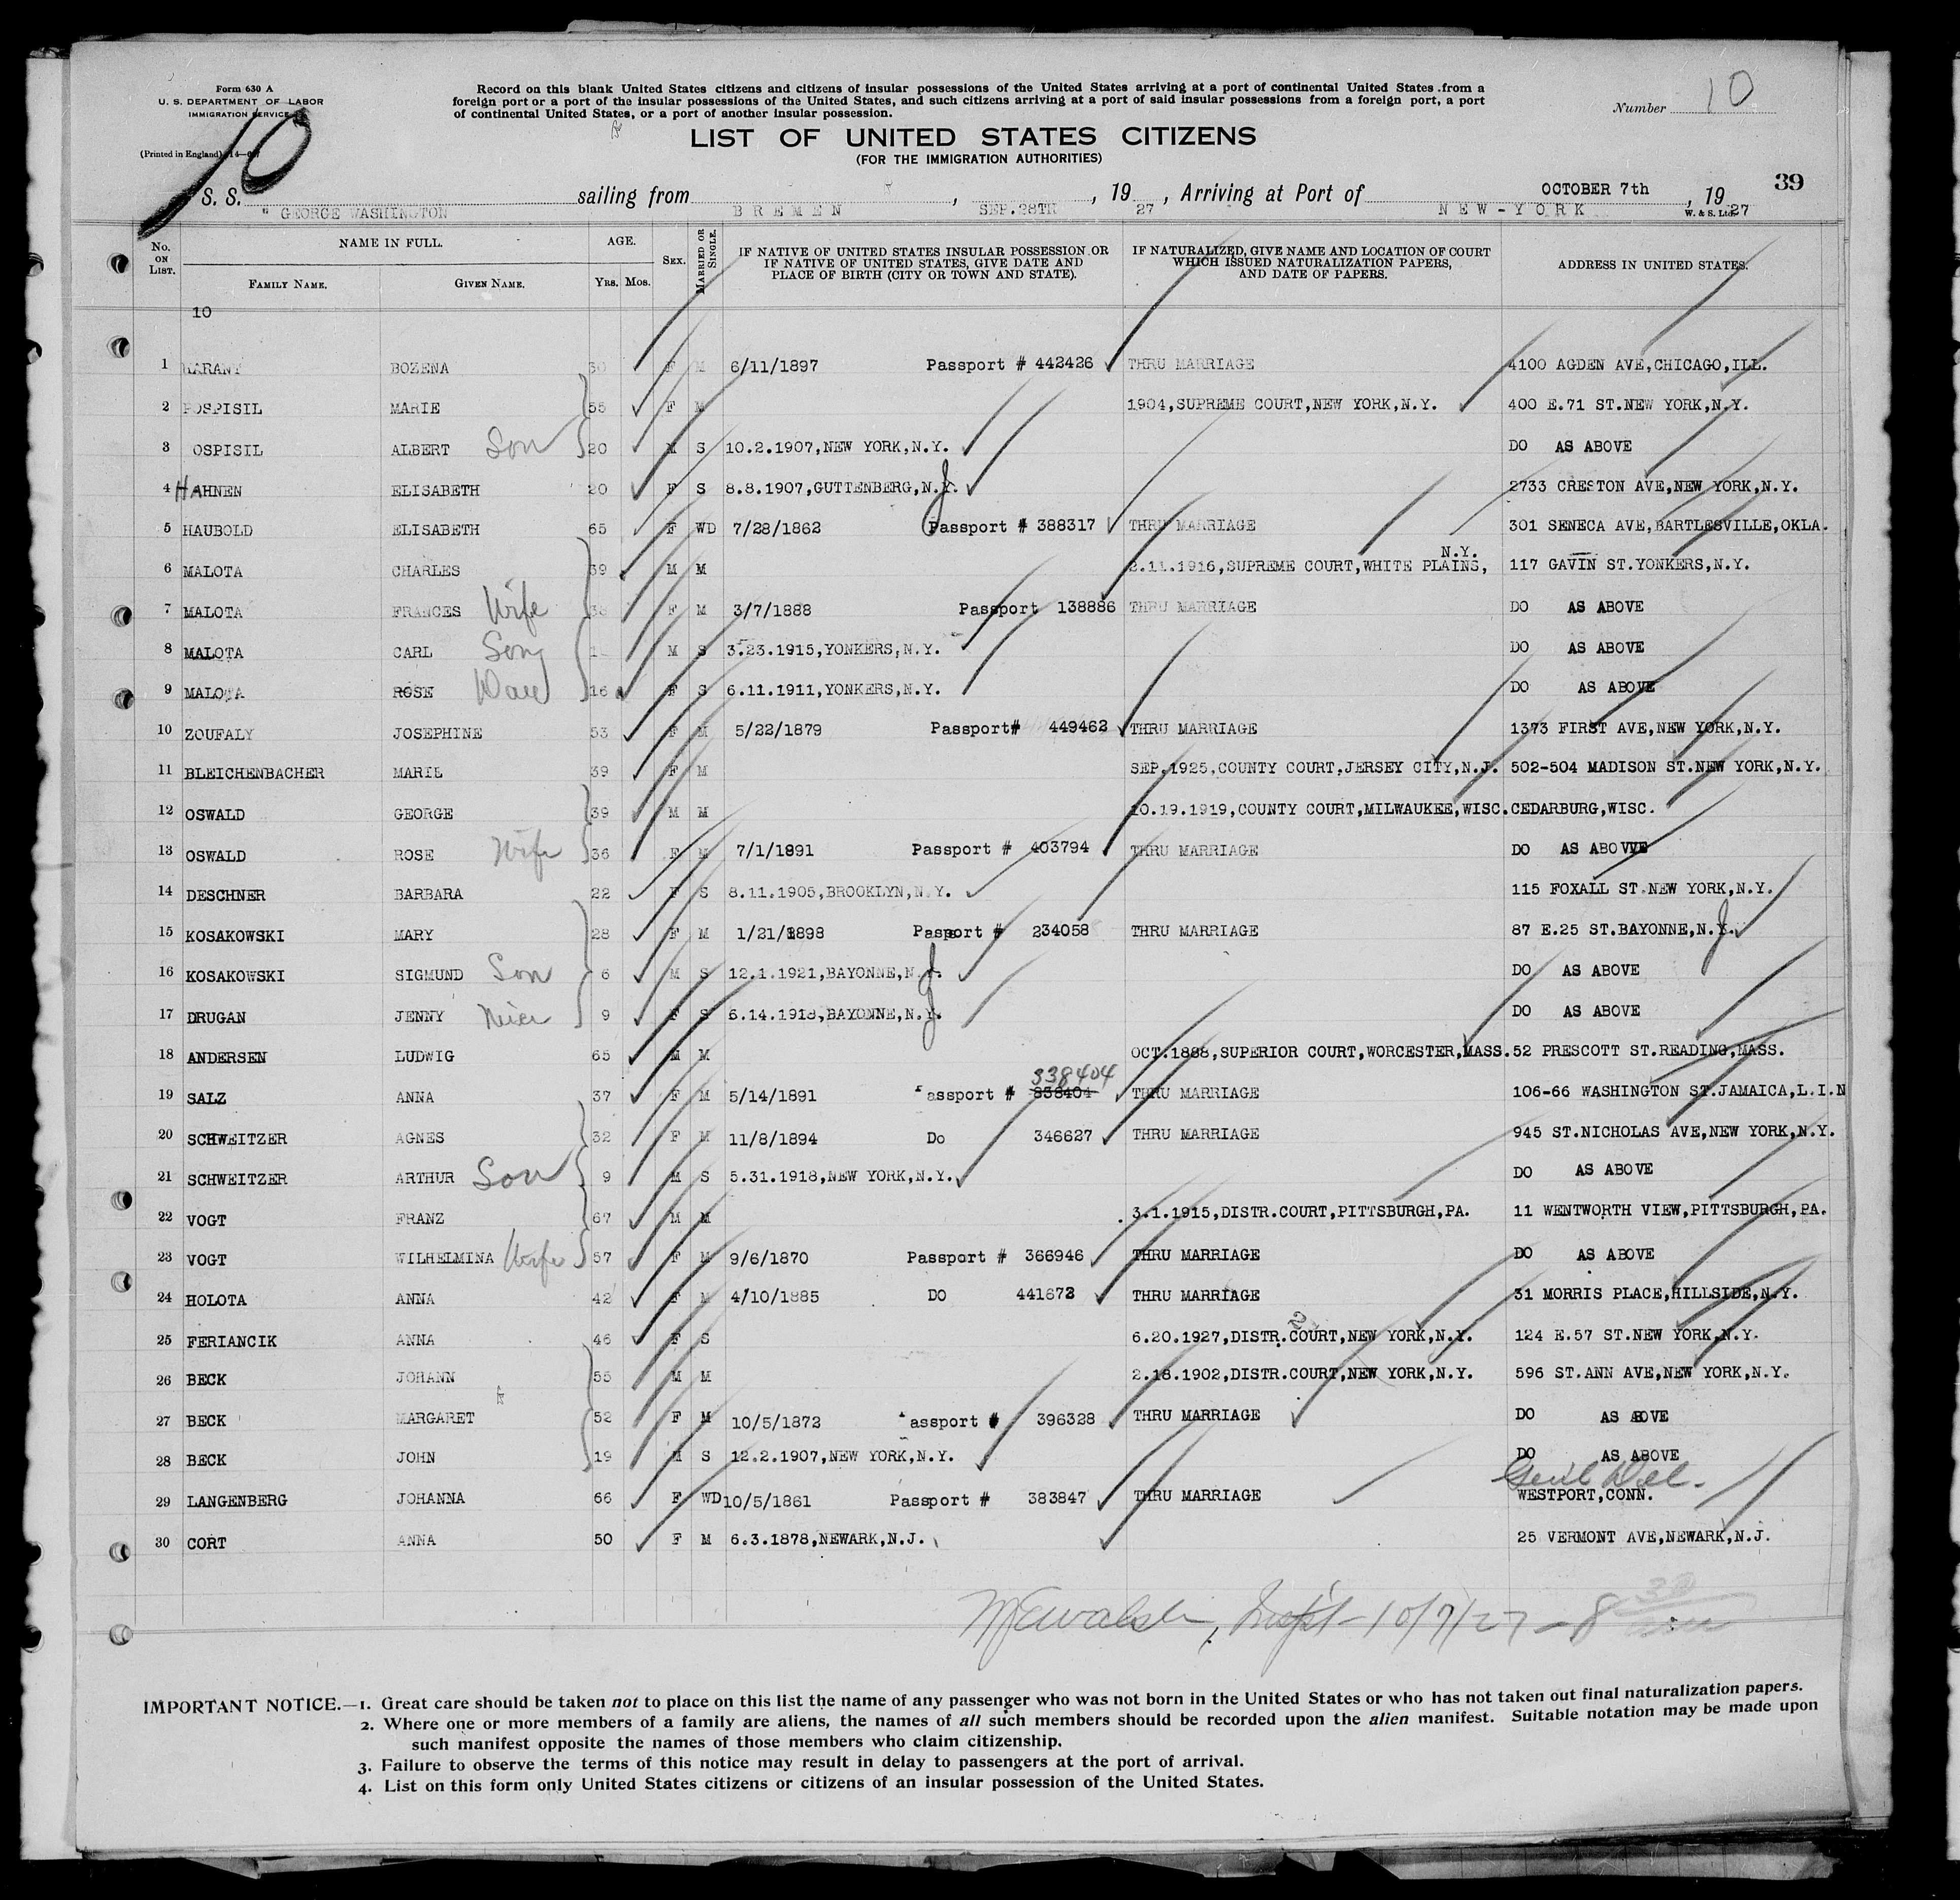 Form 630 A
U. S. DEPARTMENT OF LABOR
IMMIGRATION SERVICE
(Printed in England)
10
Record on this blank United States citizens and citizens of insular possessions of the United States arriving at a port of continental United States from a
foreign port or a port of the insular possessions of the United States, and such citizens arriving at a port of said insular possessions from a foreign port, a port
of continental United States, or a port of another insular possession.
Number 10
LIST OF UNITED STATES CITIZENS
(FOR THE IMMIGRATION AUTHORITIES)
39
S. S. " GEORGE WASHINGTON sailing from BREMEN, SEP.28TH, 1927, Arriving at Port of NEW-YORK OCTOBER 7th, 1927
W. & S. Ltd.
No. ON LIST. NAME IN FULL. AGE. SEX. MARRIED OR SINGLE. IF NATIVE OF UNITED STATES INSULAR POSSESSION OR IF NATIVE OF UNITED STATES, GIVE DATE AND PLACE OF BIRTH (CITY OR TOWN AND STATE). IF NATURALIZED, GIVE NAME AND LOCATION OF COURT WHICH ISSUED NATURALIZATION PAPERS, AND DATE OF PAPERS. ADDRESS IN UNITED STATES.
FAMILY NAME. GIVEN NAME. YRS. MOS.
10
1 BOZENA 30 F M 6/11/1897 Passport # 442426 THRU MARRIAGE 4100 AGDEN AVE,CHICAGO,ILL.
2 POSPISIL MARIE 55 F M 1904,SUPREME COURT,NEW YORK,N.Y. 400 E.71 ST.NEW YORK,N.Y.
3 OSPISIL ALBERT Son 20 M S 10.2.1907,NEW YORK,N.Y. DO AS ABOVE
4 HAHNEN ELISABETH 20 F S 8.8.1907,GUTTENBERG,N.J. 2733 CRESTON AVE,NEW YORK,N.Y.
5 HAUBOLD ELISABETH 65 F WD 7/28/1862 Passport # 388317 THRU MARRIAGE 301 SENECA AVE,BARTLESVILLE,OKLA.
6 MALOTA CHARLES 39 M M 2.11.1916,SUPREME COURT,WHITE PLAINS, N.Y. 117 GAVIN ST.YONKERS,N.Y.
7 MALOTA FRANCES Wife F M 3/7/1888 Passport 138886 THRU MARRIAGE DO AS ABOVE
8 MALOTA CARL Son M S 3.23.1915,YONKERS,N.Y. DO AS ABOVE
9 MALOTA ROSE Dau 16 F S 6.11.1911,YONKERS,N.Y. DO AS ABOVE
10 ZOUFALY JOSEPHINE 53 F M 5/22/1879 Passport# 449462 THRU MARRIAGE 1373 FIRST AVE,NEW YORK,N.Y.
11 BLEICHENBACHER MARIE 39 F M SEP.1925,COUNTY COURT,JERSEY CITY,N.J. 502-504 MADISON ST.NEW YORK,N.Y.
12 OSWALD GEORGE 39 M M 10.19.1919,COUNTY COURT,MILWAUKEE,WISC. CEDARBURG,WISC.
13 OSWALD ROSE Wife 36 F M 7/1/1891 Passport # 403794 THRU MARRIAGE DO AS ABOVVE
14 DESCHNER BARBARA 22 F S 8.11.1905,BROOKLYN,N.Y. 115 FOXALL ST.NEW YORK,N.Y.
15 KOSAKOWSKI MARY 28 F M 1/21/1898 Passport # 234058 THRU MARRIAGE 87 E.25 ST.BAYONNE,N.J.
16 KOSAKOWSKI SIGMUND Son 6 M S 12.1.1921,BAYONNE,N.J. DO AS ABOVE
17 DRUGAN JENNY Niece 9 F S 6.14.1918,BAYONNE,N.J. DO AS ABOVE
18 ANDERSEN LUDWIG 65 M M OCT.1888,SUPERIOR COURT,WORCESTER,MASS. 52 PRESCOTT ST.READING,MASS.
338404
19 SALZ ANNA 37 F M 5/14/1891 assport # 838404 THRU MARRIAGE 106-66 WASHINGTON ST.JAMAICA,L.I.N
20 SCHWEITZER AGNES 32 F M 11/8/1894 Do 346627 THRU MARRIAGE 945 ST.NICHOLAS AVE,NEW YORK,N.Y.
21 SCHWEITZER ARTHUR Son 9 M S 5.31.1918,NEW YORK,N.Y. DO AS ABOVE
22 VOGT FRANZ 67 M M 3.1.1915,DISTR.COURT,PITTSBURGH,PA. 11 WENTWORTH VIEW,PITTSBURGH,PA.
23 VOGT WILHELMINA Wife 57 F M 9/6/1870 Passport # 366946 THRU MARRIAGE DO AS ABOVE
24 HOLOTA ANNA 42 F M 4/10/1885 DO 441672 THRU MARRIAGE 31 MORRIS PLACE,HILLSIDE,N.Y.
25 FERIANCIK ANNA 46 F S 6.20.1927,DISTR.COURT,NEW YORK,N.Y. 124 E.57 ST.NEW YORK,N.Y.
26 BECK JOHANN 55 M M 2.18.1902,DISTR.COURT,NEW YORK,N.Y. 596 ST.ANN AVE,NEW YORK,N.Y.
27 BECK MARGARET 52 F M 10/5/1872 assport # 396328 THRU MARRIAGE DO AS ABOVE
28 BECK JOHN 19 M S 12.2.1907,NEW YORK,N.Y. DO AS ABOVE
Genl Del.
29 LANGENBERG JOHANNA 66 F WD 10/5/1861 Passport # 383847 THRU MARRIAGE WESTPORT,CONN.
30 CORT ANNA 50 F M 6.3.1878,NEWARK,N.J. 25 VERMONT AVE,NEWARK,N.J.
10/7/27 - 8 30
IMPORTANT NOTICE.—1. Great care should be taken not to place on this list the name of any passenger who was not born in the United States or who has not taken out final naturalization papers.
2. Where one or more members of a family are aliens, the names of all such members should be recorded upon the alien manifest. Suitable notation may be made upon
such manifest opposite the names of those members who claim citizenship.
3. Failure to observe the terms of this notice may result in delay to passengers at the port of arrival.
4. List on this form only United States citizens or citizens of an insular possession of the United States.